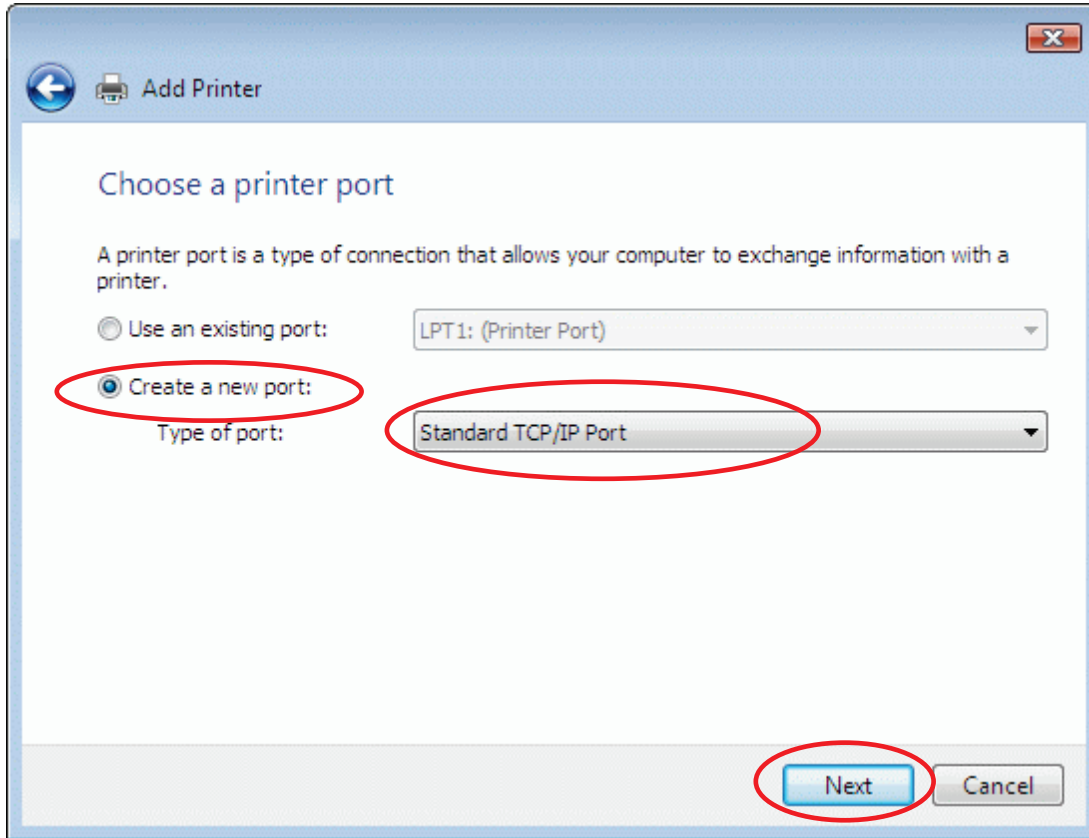 Add Printer
Choose a printer port
A printer port is a type of connection that allows your computer to exchange information with a
printer.
Use an existing port: LPT1: (Printer Port)
Create a new port:
Type of port: Standard TCP/IP Port
Next Cancel